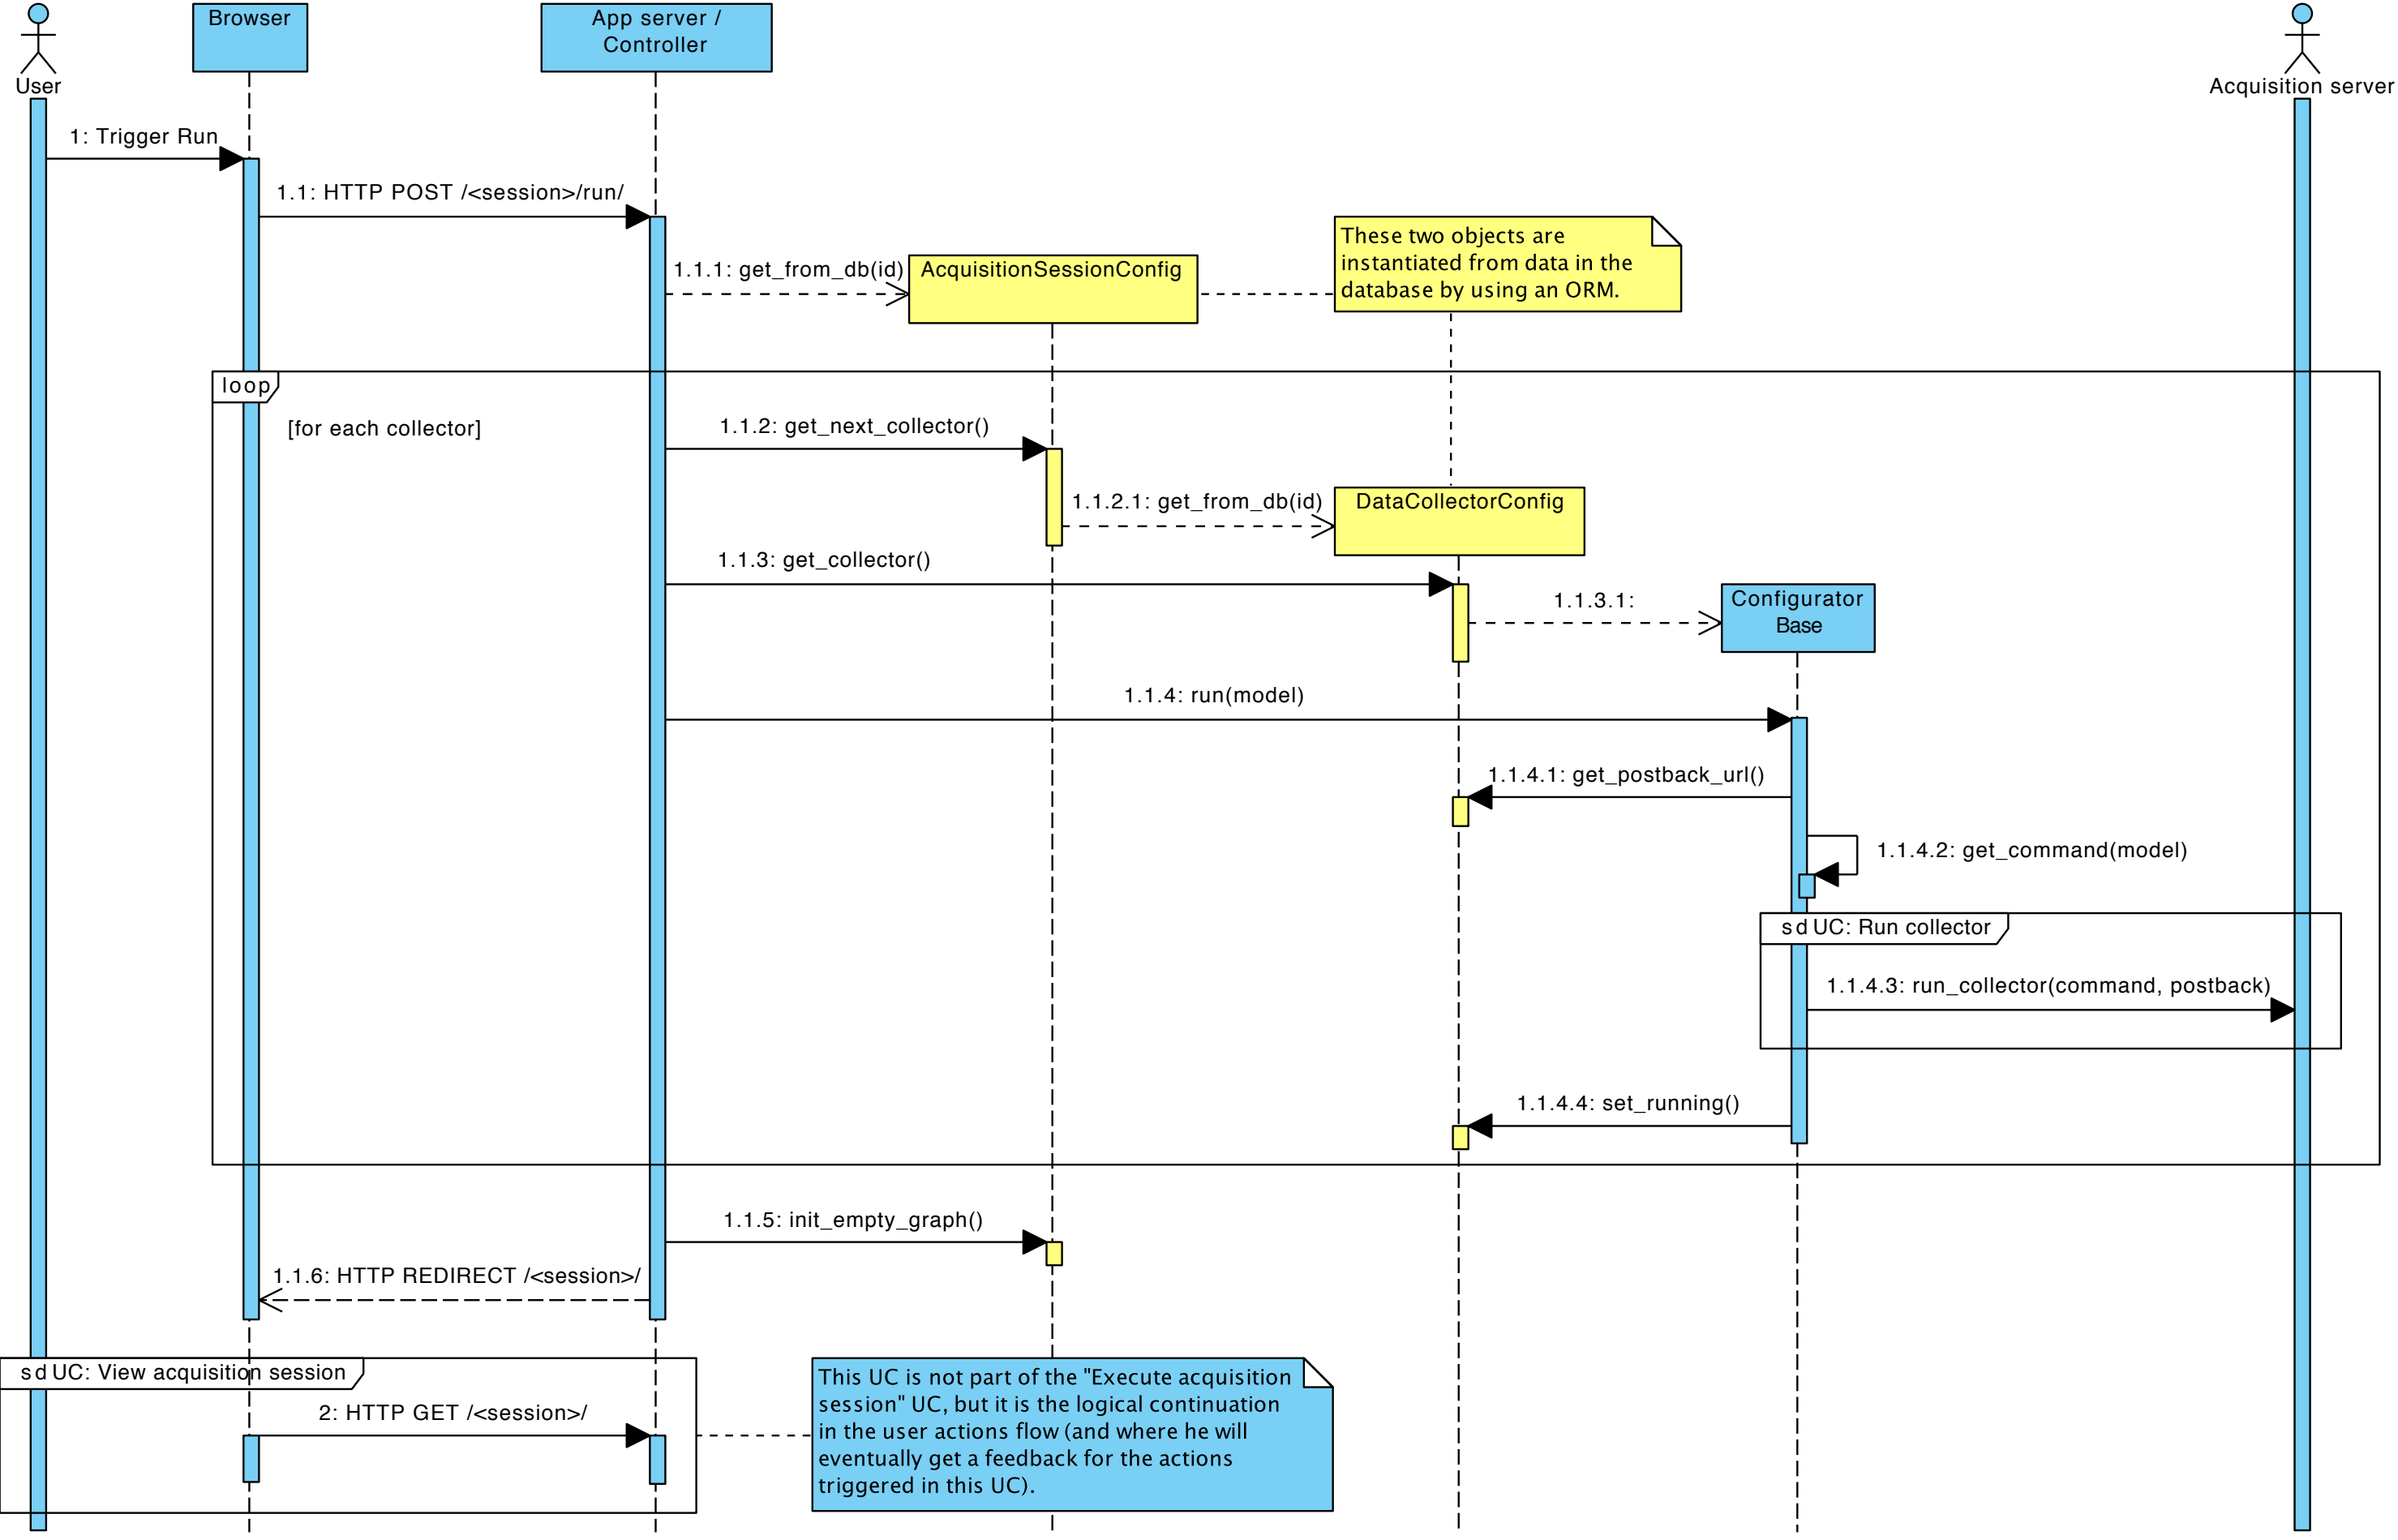 Browser
App server /
Controller
User
Acquisition server
1: Trigger Run
1.1: HTTP POST /<session>/run/
These two objects are
instantiated from data in the
database by using an ORM.
1.1.1: get_from_db(id)
AcquisitionSessionConfig
loop
[for each collector]
1.1.2: get_next_collector()
1.1.2.1: get_from_db(id)
DataCollectorConfig
1.1.3: get_collector()
1.1.3.1:
Configurator
Base
1.1.4: run(model)
1.1.4.1: get_postback_url()
1.1.4.2: get_command(model)
sd UC: Run collector
1.1.4.3: run_collector(command, postback)
1.1.4.4: set_running()
1.1.5: init_empty_graph()
1.1.6: HTTP REDIRECT /<session>/
sd UC: View acquisition session
2: HTTP GET /<session>/
This UC is not part of the "Execute acquisition
session" UC, but it is the logical continuation
in the user actions flow (and where he will
eventually get a feedback for the actions
triggered in this UC).